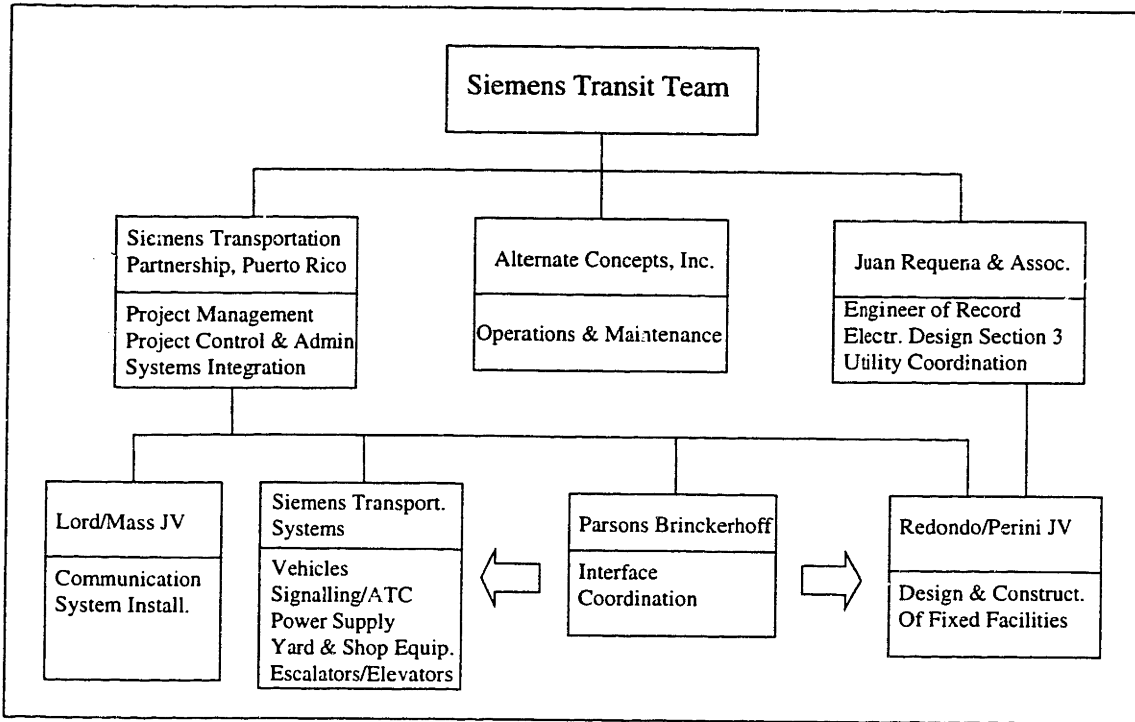 Siemens Transit Team
Siemens Transportation
Partnership, Puerto Rico
Project Management
Project Control & Admin
Systems Integration
Alternate Concepts, Inc.
Operations & Maintenance
Juan Requena & Assoc.
Engineer of Record
Electr. Design Section 3
Utility Coordination
Lord/Mass JV
Communication
System Install.
Siemens Transport.
Systems
Vehicles
Signalling/ATC
Power Supply
Yard & Shop Equip.
Escalators/Elevators
Parsons Brinckerhoff
Interface
Coordination
Redondo/Perini JV
Design & Construct.
Of Fixed Facilities